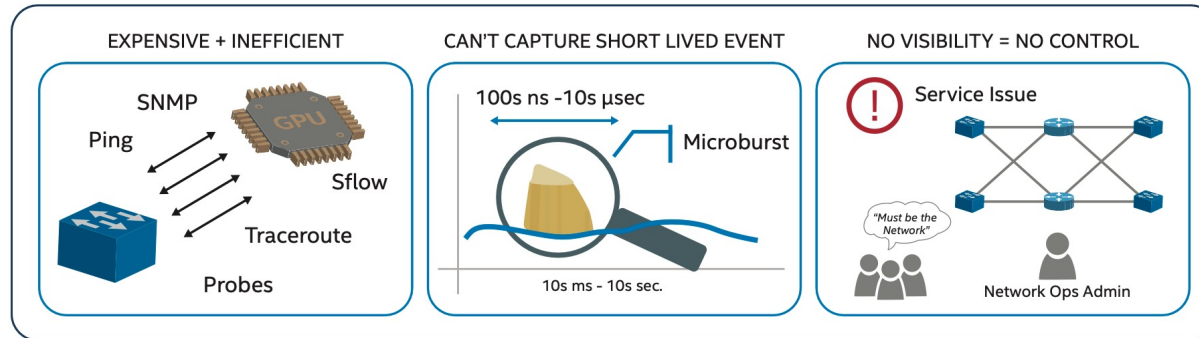 EXPENSIVE + INEFFICIENT
SNMP
GPU
Ping
Sflow
Traceroute
Probes
CAN'T CAPTURE SHORT LIVED EVENT
100s ns -10s μsec
Microburst
10s ms - 10s sec.
NO VISIBILITY = NO CONTROL
Service Issue
"Must be the
Network"
Network Ops Admin